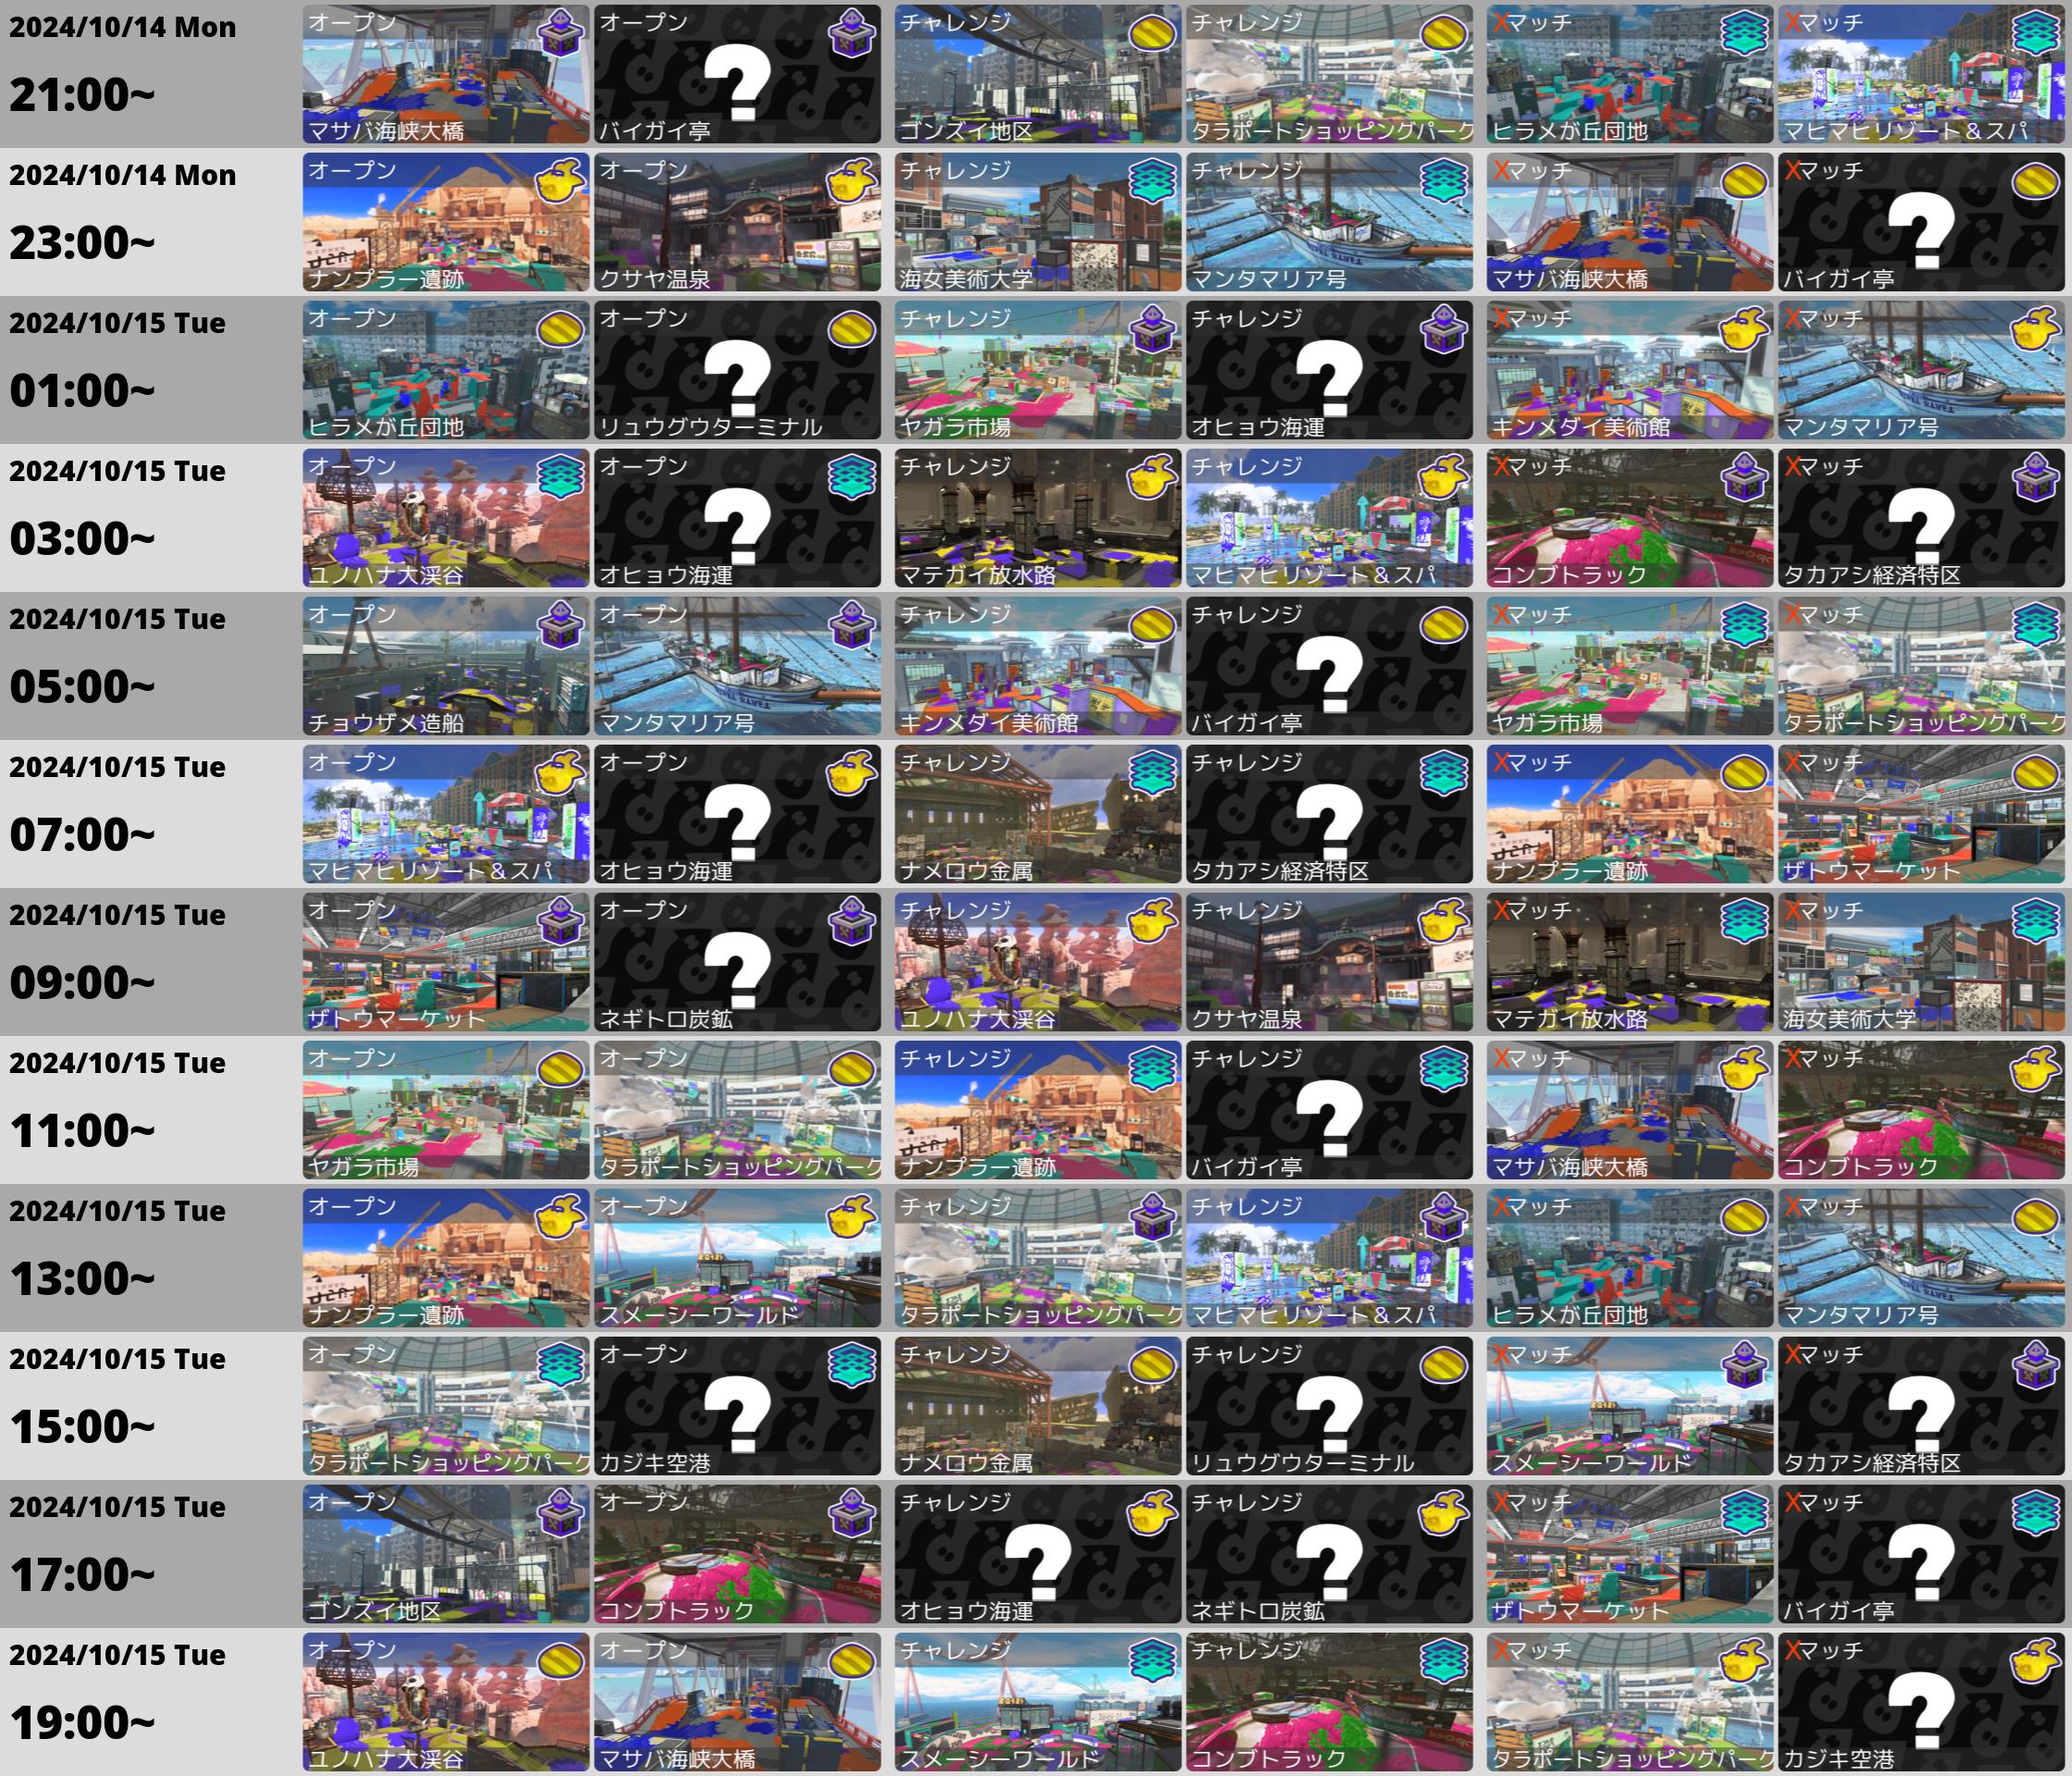 2024/10/14 Mon
21:00~
オープン
マサバ海峡大橋
オープン
バイガイ亭
チャレンジ
ゴンズイ地区
チャレンジ
タラポートショッピングパーク
Xマッチ
ヒラメが丘団地
Xマッチ
マヒマヒリゾート＆スパ
2024/10/14 Mon
23:00~
オープン
ナンプラー遺跡
オープン
クサヤ温泉
チャレンジ
海女美術大学
チャレンジ
マンタマリア号
Xマッチ
マサバ海峡大橋
Xマッチ
バイガイ亭
2024/10/15 Tue
01:00~
オープン
ヒラメが丘団地
オープン
リュウグウターミナル
チャレンジ
ヤガラ市場
チャレンジ
オヒョウ海運
Xマッチ
キンメダイ美術館
Xマッチ
マンタマリア号
2024/10/15 Tue
03:00~
オープン
ユノハナ大渓谷
オープン
オヒョウ海運
チャレンジ
マテガイ放水路
チャレンジ
マヒマヒリゾート＆スパ
Xマッチ
コンブトラック
Xマッチ
タカアシ経済特区
2024/10/15 Tue
05:00~
オープン
チョウザメ造船
オープン
マンタマリア号
チャレンジ
キンメダイ美術館
チャレンジ
バイガイ亭
Xマッチ
ヤガラ市場
Xマッチ
タラポートショッピングパーク
2024/10/15 Tue
07:00~
オープン
マヒマヒリゾート＆スパ
オープン
オヒョウ海運
チャレンジ
ナメロウ金属
チャレンジ
タカアシ経済特区
Xマッチ
ナンプラー遺跡
Xマッチ
ザトウマーケット
2024/10/15 Tue
09:00~
オープン
ザトウマーケット
オープン
ネギトロ炭鉱
チャレンジ
ユノハナ大渓谷
チャレンジ
クサヤ温泉
Xマッチ
マテガイ放水路
Xマッチ
海女美術大学
2024/10/15 Tue
11:00~
オープン
ヤガラ市場
オープン
タラポートショッピングパーク
チャレンジ
ナンプラー遺跡
チャレンジ
バイガイ亭
Xマッチ
マサバ海峡大橋
Xマッチ
コンブトラック
2024/10/15 Tue
13:00~
オープン
ナンプラー遺跡
オープン
スメーシーワールド
チャレンジ
タラポートショッピングパーク
チャレンジ
マヒマヒリゾート＆スパ
Xマッチ
ヒラメが丘団地
Xマッチ
マンタマリア号
2024/10/15 Tue
15:00~
オープン
タラポートショッピングパーク
オープン
カジキ空港
チャレンジ
ナメロウ金属
チャレンジ
リュウグウターミナル
Xマッチ
スメーシーワールド
Xマッチ
タカアシ経済特区
2024/10/15 Tue
17:00~
オープン
ゴンズイ地区
オープン
コンブトラック
チャレンジ
オヒョウ海運
チャレンジ
ネギトロ炭鉱
Xマッチ
ザトウマーケット
Xマッチ
バイガイ亭
2024/10/15 Tue
19:00~
オープン
ユノハナ大渓谷
オープン
マサバ海峡大橋
チャレンジ
スメーシーワールド
チャレンジ
コンブトラック
Xマッチ
タラポートショッピングパーク
Xマッチ
カジキ空港